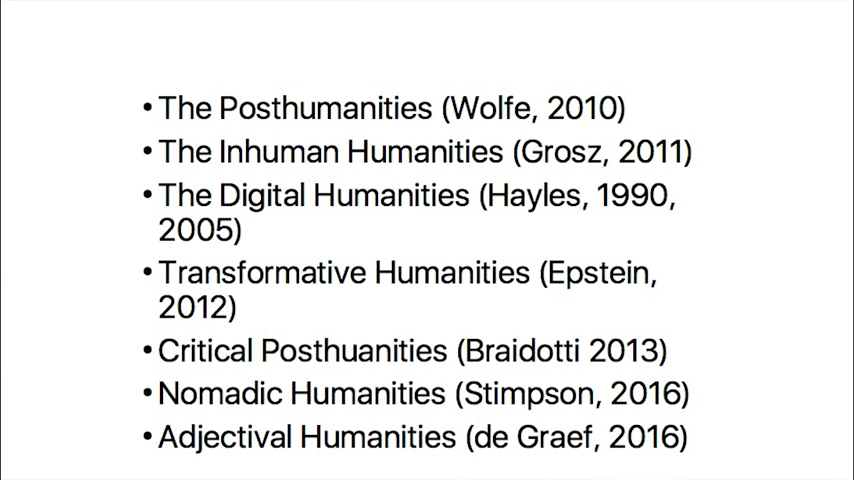 • The Posthumanities (Wolfe, 2010)
• The Inhuman Humanities (Grosz, 2011)
• The Digital Humanities (Hayles, 1990,
2005)
• Transformative Humanities (Epstein,
2012)
• Critical Posthuanities (Braidotti 2013)
• Nomadic Humanities (Stimpson, 2016)
• Adjectival Humanities (de Graef, 2016)